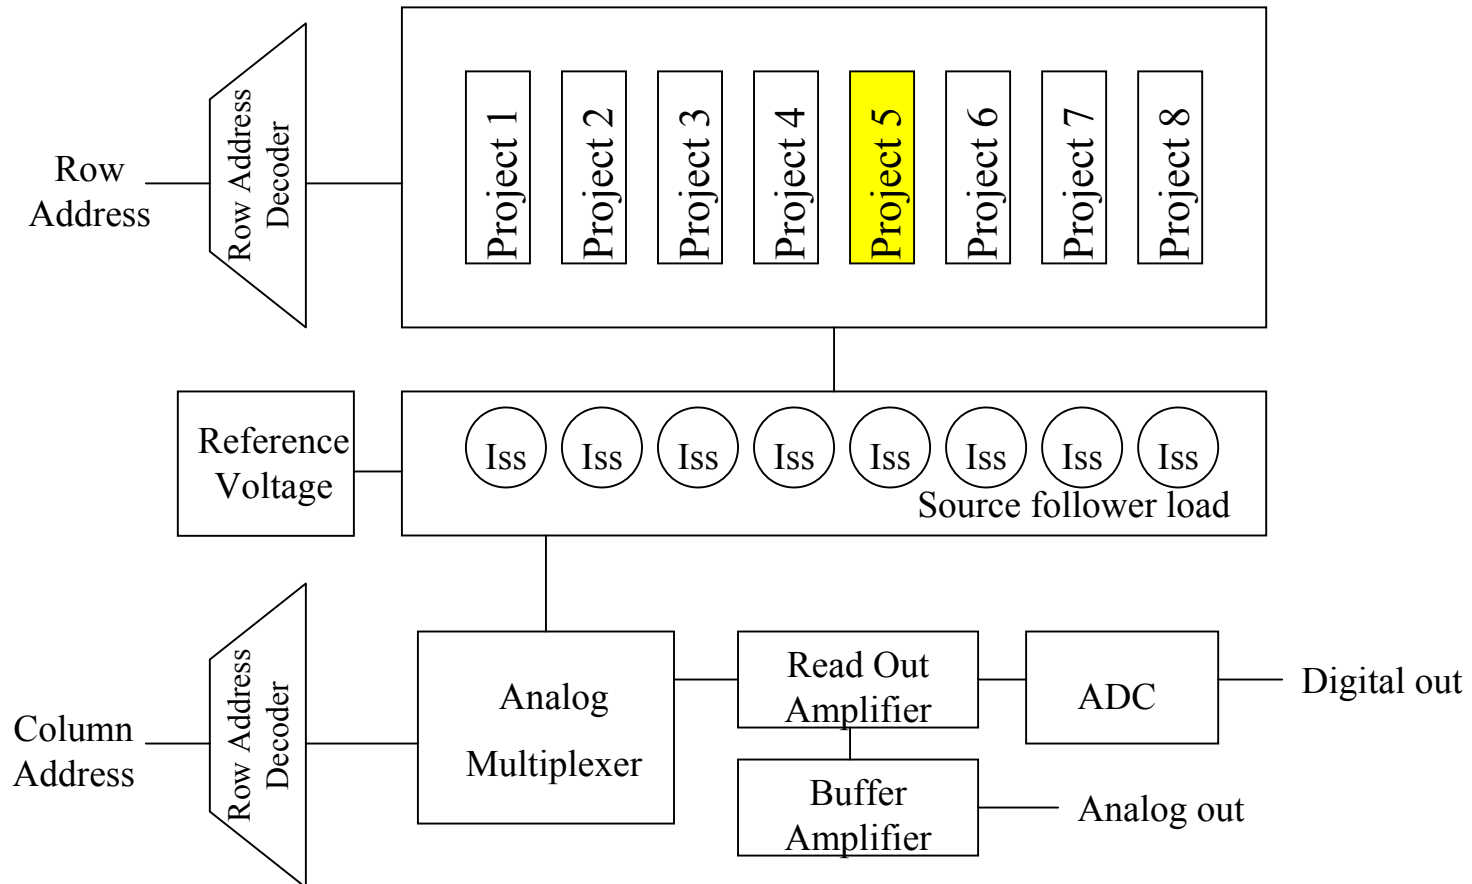 Row
Address
Row Address
Decoder
Project 1
Project 2
Project 3
Project 4
Project 5
Project 6
Project 7
Project 8
Reference
Voltage
Iss
Iss
Iss
Iss
Iss
Iss
Iss
Iss
Source follower load
Column
Address
Row Address
Decoder
Analog
Multiplexer
Read Out
Amplifier
ADC
Digital out
Buffer
Amplifier
Analog out